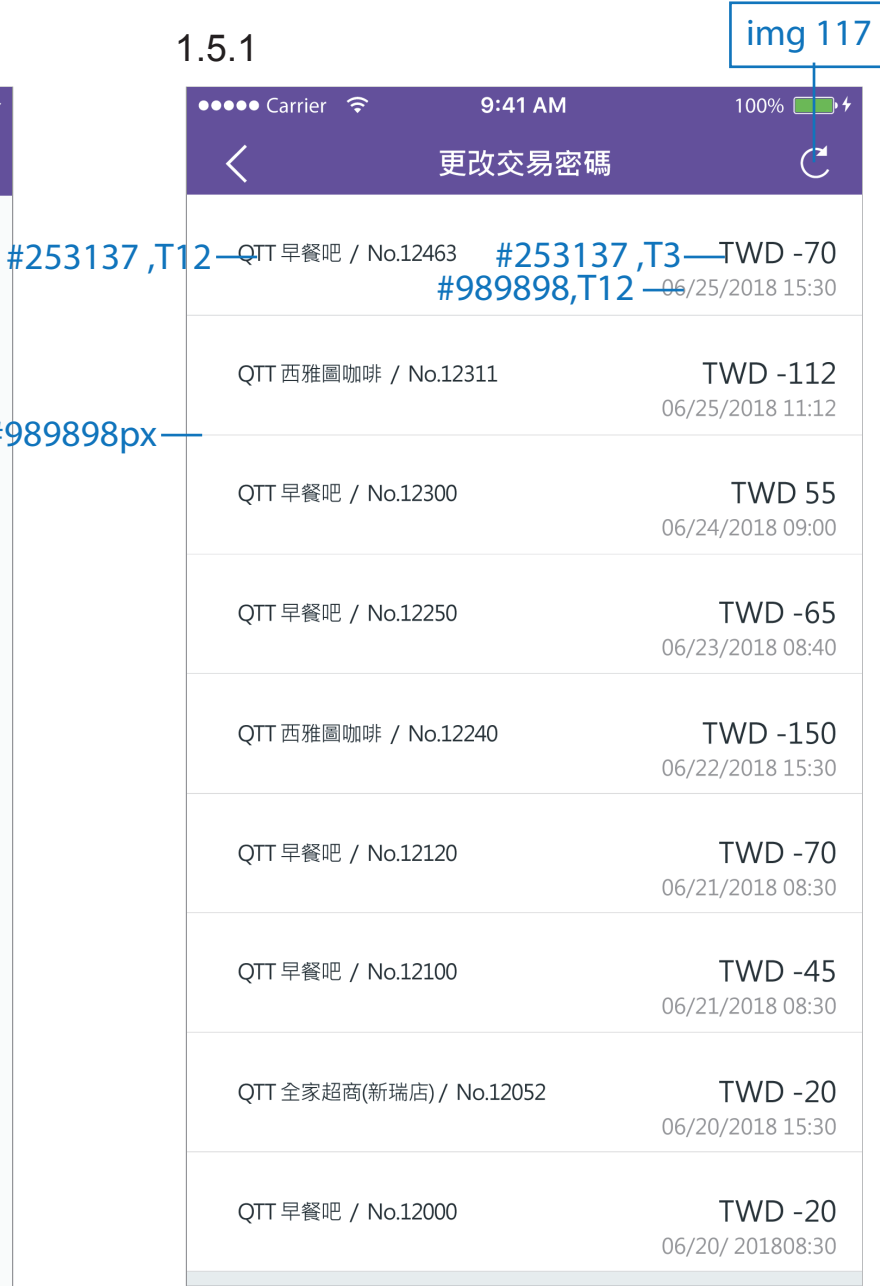 img 117
1.5.1
Carrier 9:41 AM 100%
更改交易密碼
#253137 ,T12
QTT 早餐吧 / No.12463
#253137 ,T3
TWD -70
#989898,T12
06/25/2018 15:30
QTT 西雅圖咖啡 / No.12311
TWD -112
06/25/2018 11:12
#989898px
QTT 早餐吧 / No.12300
TWD 55
06/24/2018 09:00
QTT 早餐吧 / No.12250
TWD -65
06/23/2018 08:40
QTT 西雅圖咖啡 / No.12240
TWD -150
06/22/2018 15:30
QTT 早餐吧 / No.12120
TWD -70
06/21/2018 08:30
QTT 早餐吧 / No.12100
TWD -45
06/21/2018 08:30
QTT 全家超商(新瑞店) / No.12052
TWD -20
06/20/2018 15:30
QTT 早餐吧 / No.12000
TWD -20
06/20/ 201808:30